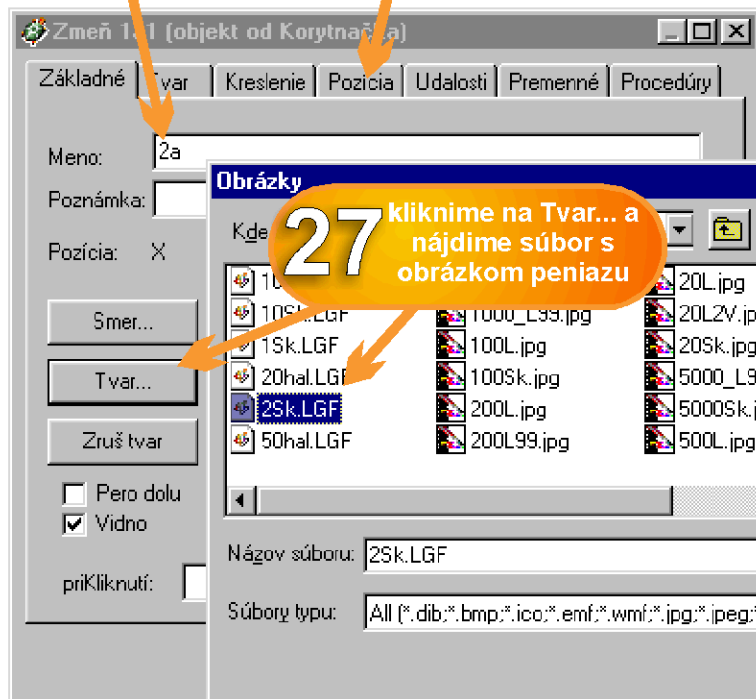 Zmeň 1a1 (objekt od Korytnačka)
Základné Tvar Kreslenie Pozícia Udalosti Premenné Procedúry
Meno: 2a
Poznámka:
Pozícia: X
Smer...
Tvar...
Zruš tvar
Pero dolu
Vidno
priKliknutí:
Obrázky
Kde
27 kliknime na Tvar... a
nájdime súbor s
obrázkom peniazu
10Sk.LGF
1Sk.LGF
20hal.LGF
2Sk.LGF
50hal.LGF
1000_L99.jpg
100L.jpg
100Sk.jpg
200L.jpg
200L99.jpg
20L.jpg
20L2V.jp
20Sk.jpg
5000_L9
5000Sk.j
500L.jpg
Názov súboru: 2Sk.LGF
Súbory typu: All (*.dib;*.bmp;*.ico;*.emf;*.wmf;*.jpg;*.jpeg;*